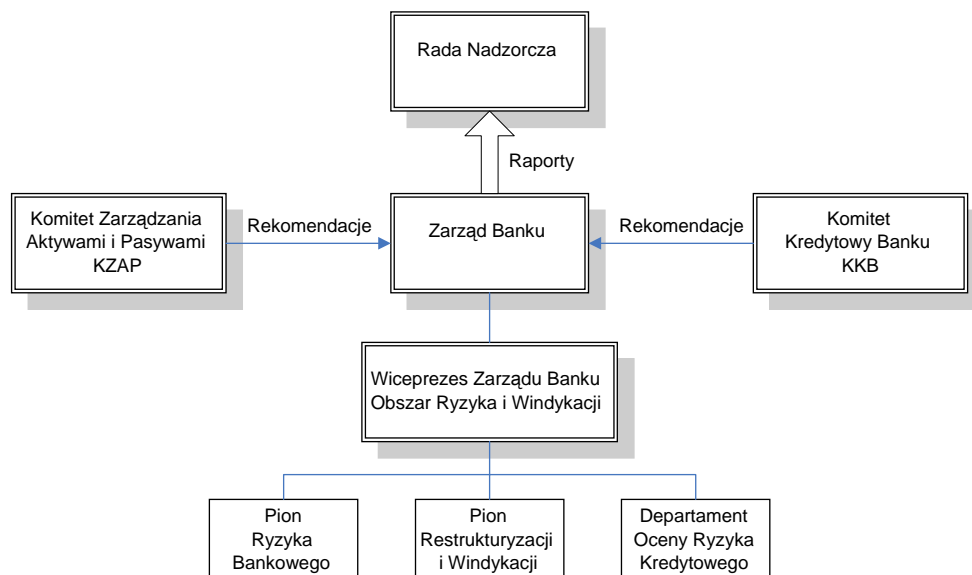 Rada Nadzorcza
Raporty
Komitet Zarządzania
Aktywami i Pasywami
KZAP
Rekomendacje
Zarząd Banku
Rekomendacje
Komitet
Kredytowy Banku
KKB
Wiceprezes Zarządu Banku
Obszar Ryzyka i Windykacji
Pion
Ryzyka
Bankowego
Pion
Restrukturyzacji
i Windykacji
Departament
Oceny Ryzyka
Kredytowego